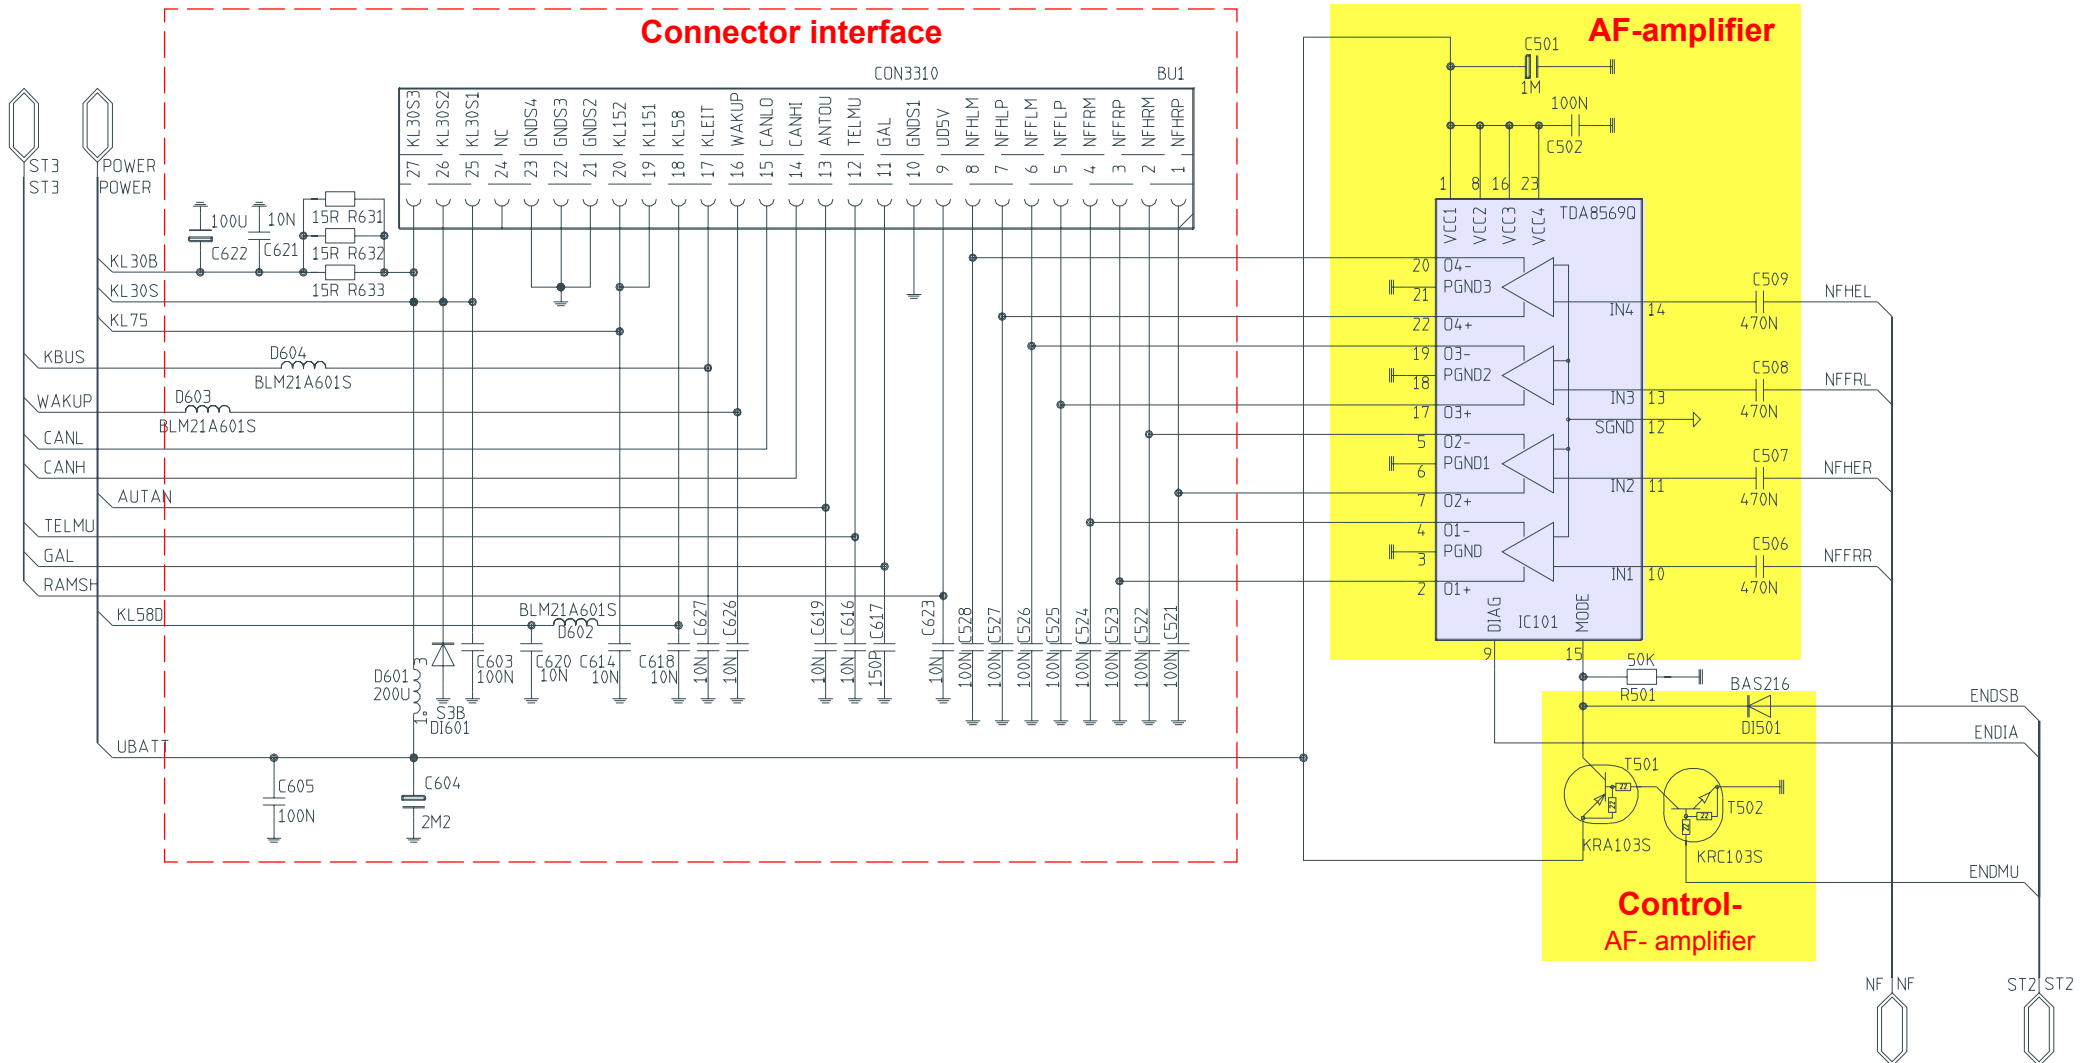 Connector interface
AF-amplifier
CON3310
BU1
KL30S3
KL30S2
KL30S1
NC
GNDS4
GNDS3
GNDS2
KL152
KL151
KL58
KLEIT
WAKUP
CANLO
CANHI
ANTOU
TELMU
GAL
GNDS1
UD5V
NFHLM
NFHLP
NFFLM
NFFLP
NFFRM
NFFRP
NFHRM
NFHRP
27
26
25
24
23
22
21
20
19
18
17
16
15
14
13
12
11
10
9
8
7
6
5
4
3
2
1
ST3
ST3
POWER
POWER
100U
C622
10N
C621
15R R631
15R R632
15R R633
KL30B
KL30S
KL75
KBUS
D604
BLM21A601S
WAKUP
D603
BLM21A601S
CANL
CANH
AUTAN
TELMU
GAL
RAMSH
KL58D
BLM21A601S
D602
D601
200U
3
1
S3B
DI601
C603
100N
C620
10N
C614
10N
C618
10N
C627
10N
C626
100N
C619
10N
C616
10N
C617
150P
C623
10N
C528
100N
C527
100N
C526
100N
C525
100N
C524
100N
C523
100N
C522
100N
C521
100N
UBATT
C605
100N
C604
2M2
C501
1M
100N
C502
1
8
16
23
TDA8569Q
VCC1
VCC2
VCC3
VCC4
20
O4-
21
PGND3
22
O4+
19
O3-
18
PGND2
17
O3+
5
O2-
6
PGND1
7
O2+
4
O1-
3
PGND
2
O1+
IN4
14
IN3
13
SGND
12
IN2
11
IN1
10
DIAG
IC101
MODE
9
15
C509
470N
NFHEL
C508
470N
NFFRL
C507
470N
NFHER
C506
470N
NFFRR
50K
R501
BAS216
DI501
ENDSB
ENDIA
T501
22
22
KRA103S
T502
22
22
KRC103S
ENDMU
Control-
AF- amplifier
NF
NF
ST2
ST2